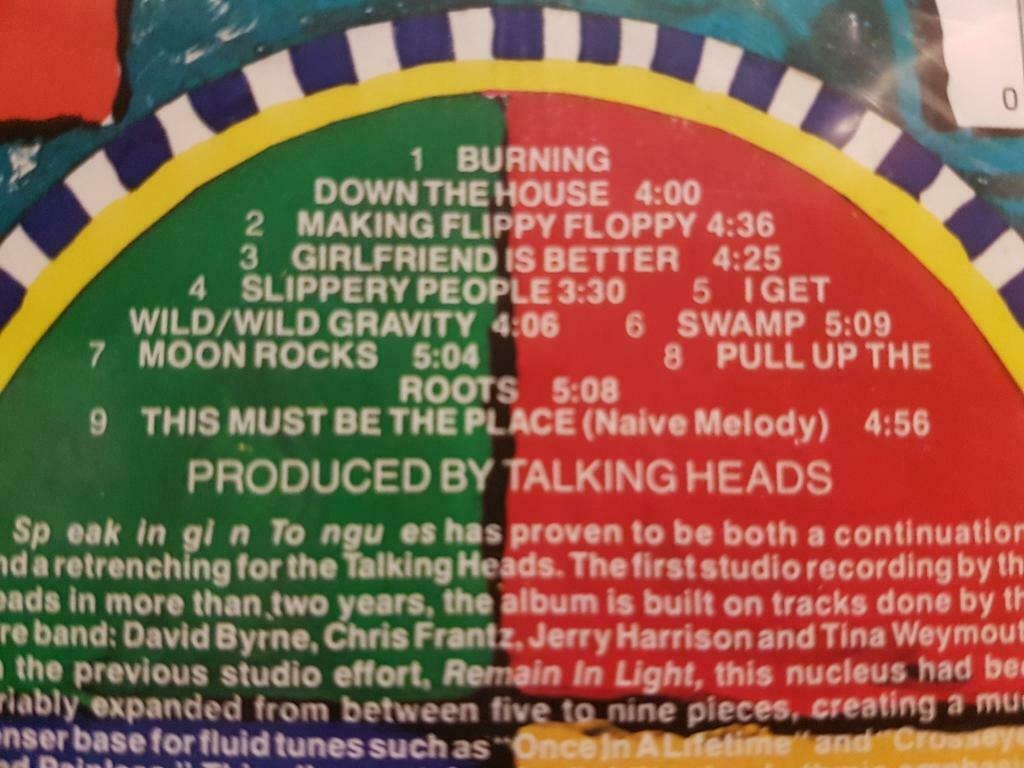 0
1 BURNING
DOWN THE HOUSE 4:00
2 MAKING FLIPPY FLOPPY 4:36
3 GIRLFRIEND IS BETTER 4:25
4 SLIPPERY PEOPLE 3:30 5 I GET
WILD/WILD GRAVITY 4:06 6 SWAMP 5:09
7 MOON ROCKS 5:04 8 PULL UP THE
ROOTS 5:08
9 THIS MUST BE THE PLACE (Naive Melody) 4:56
PRODUCED BY TALKING HEADS
Sp eak in gi n To ngu es has proven to be both a continuation
nd a retrenching for the Talking Heads. The first studio recording by th
eads in more than two years, the album is built on tracks done by th
re band: David Byrne, Chris Frantz, Jerry Harrison and Tina Weymout
the previous studio effort, Remain In Light, this nucleus had bee
riably expanded from between five to nine pieces, creating a mu
enser base for fluid tunes such as "Once In A Lifetime" and "Crosseye